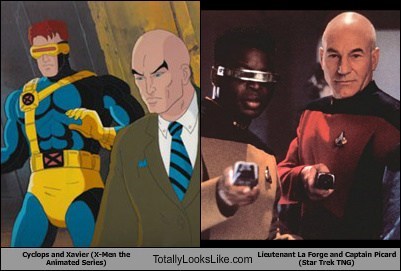 Cyclops and Xavier (X-Men the
Animated Series)
TotallyLooksLike.com
Lieutenant La Forge and Captain Picard
(Star Trek TNG)